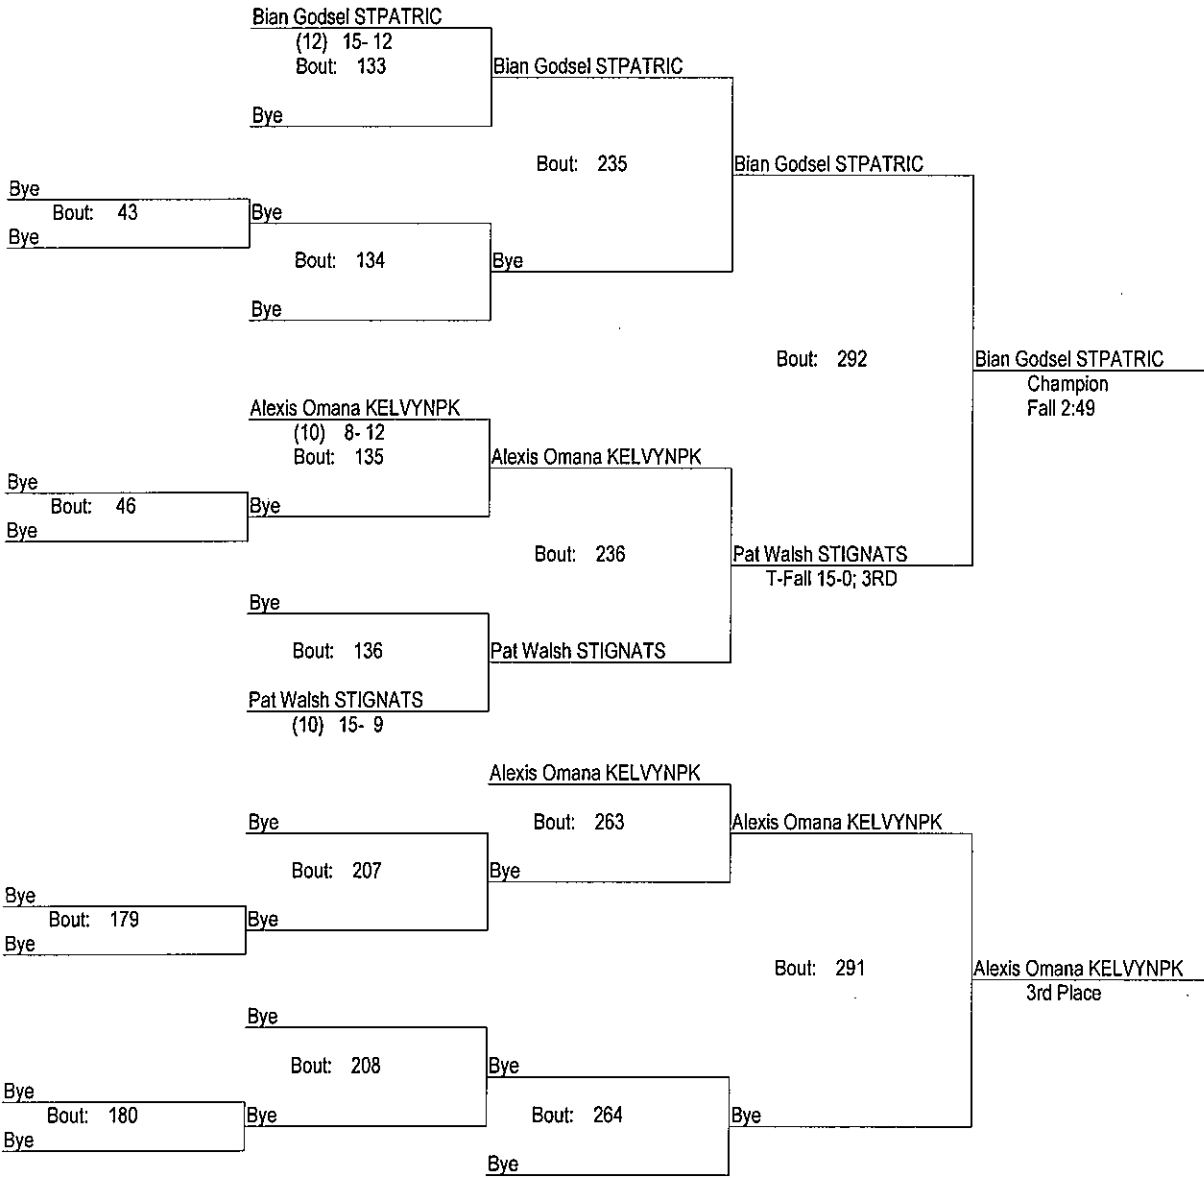 Bian Godsel STPATRIC
(12) 15- 12
Bout: 133
Bian Godsel STPATRIC
Bye
Bout: 235
Bian Godsel STPATRIC
Bye
Bout: 43
Bye
Bye
Bout: 134
Bye
Bye
Bout: 292
Bian Godsel STPATRIC
Champion
Fall 2:49
Alexis Omana KELVYNPK
(10) 8- 12
Bout: 135
Alexis Omana KELVYNPK
Bye
Bout: 46
Bye
Bye
Bout: 236
Pat Walsh STIGNATS
T-Fall 15-0; 3RD
Bye
Bout: 136
Pat Walsh STIGNATS
Pat Walsh STIGNATS
(10) 15- 9
Alexis Omana KELVYNPK
Bout: 263
Alexis Omana KELVYNPK
Bye
Bout: 207
Bye
Bye
Bout: 179
Bye
Bye
Bout: 291
Alexis Omana KELVYNPK
3rd Place
Bye
Bout: 208
Bye
Bye
Bout: 180
Bye
Bye
Bout: 264
Bye
Bye